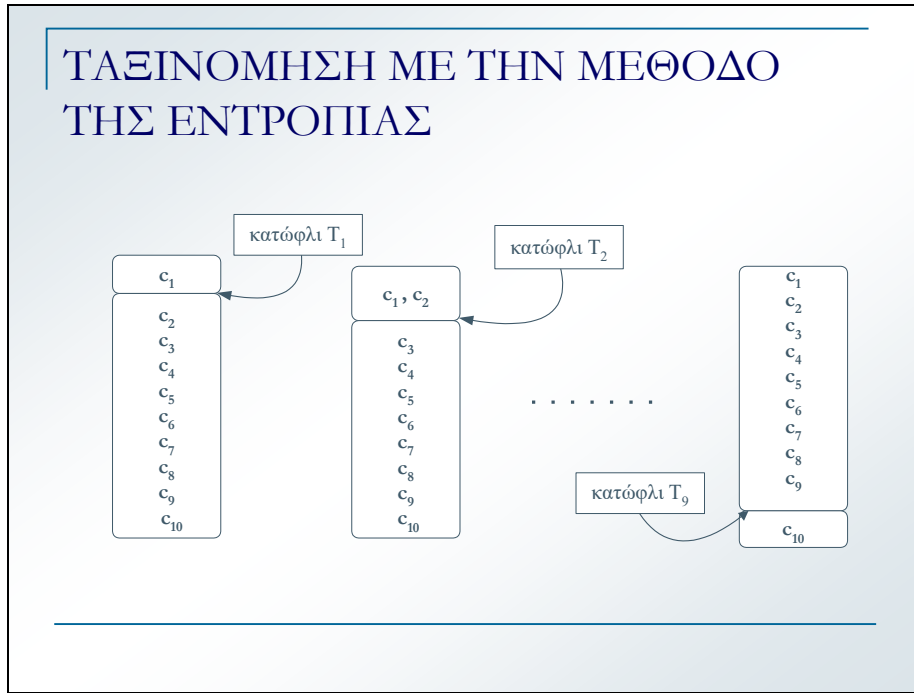 ΤΑΞΙΝΟΜΗΣΗ ΜΕ ΤΗΝ ΜΕΘΟΔΟ
ΤΗΣ ΕΝΤΡΟΠΙΑΣ
κατώφλι T₁
c₁
c₂
c₃
c₄
c₅
c₆
c₇
c₈
c₉
c₁₀
κατώφλι T₂
c₁ , c₂
c₃
c₄
c₅
c₆
c₇
c₈
c₉
c₁₀
. . . . . . .
c₁
c₂
c₃
c₄
c₅
c₆
c₇
c₈
c₉
κατώφλι T₉
c₁₀